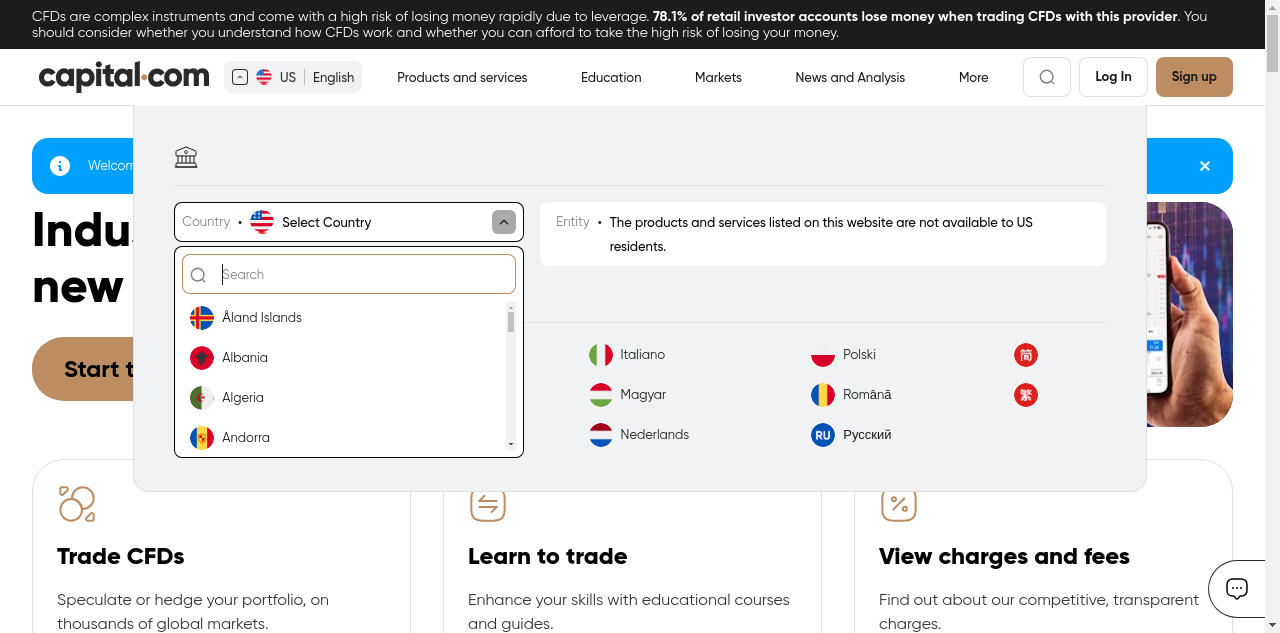 CFDs are complex instruments and come with a high risk of losing money rapidly due to leverage. 78.1% of retail investor accounts lose money when trading CFDs with this provider. You
should consider whether you understand how CFDs work and whether you can afford to take the high risk of losing your money.
capital.com
US English
Products and services
Education
Markets
News and Analysis
More
Log In
Sign up
Welcom
Indu
new
Start t
Country • Select Country
Entity • The products and services listed on this website are not available to US
residents.
Search
Åland Islands
Albania
Algeria
Andorra
Italiano
Magyar
Nederlands
Polski
Română
RU Русский
简
繁
Trade CFDs
Speculate or hedge your portfolio, on
thousands of global markets.
Learn to trade
Enhance your skills with educational courses
and guides.
View charges and fees
Find out about our competitive, transparent
charges.